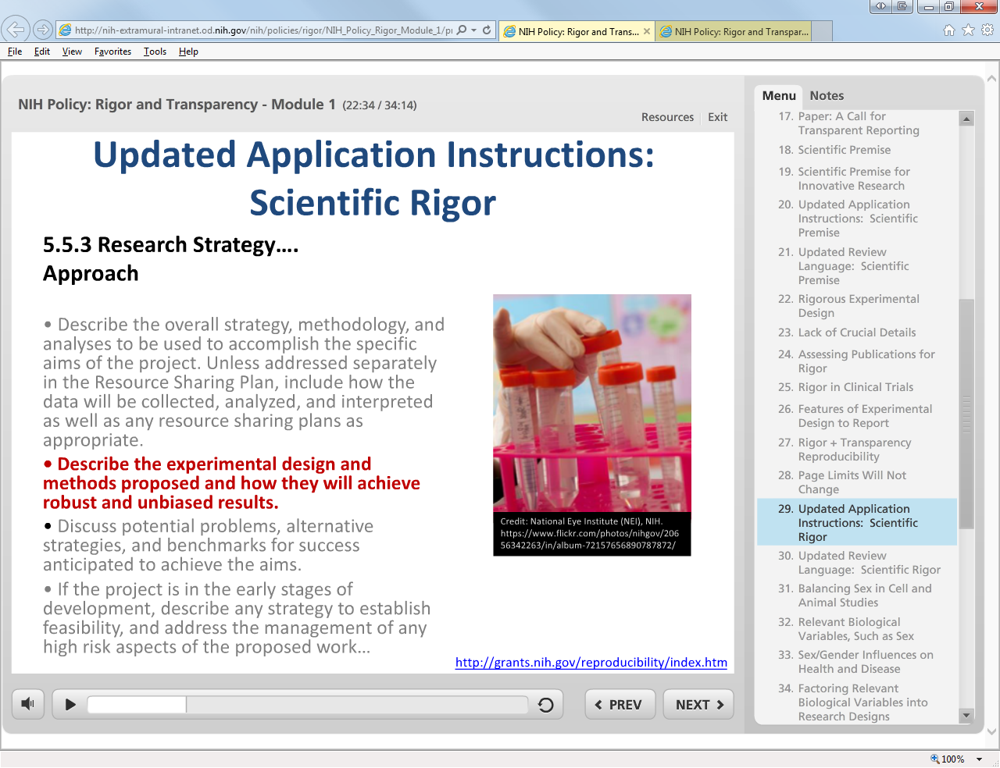 http://nih-extramural-intranet.od.nih.gov/nih/policies/rigor/NIH_Policy_Rigor_Module_1/pr
NIH Policy: Rigor and Trans...
NIH Policy: Rigor and Transpar...
File Edit View Favorites Tools Help
NIH Policy: Rigor and Transparency - Module 1 (22:34 / 34:14)
Resources Exit
Updated Application Instructions:
Scientific Rigor
5.5.3 Research Strategy....
Approach
• Describe the overall strategy, methodology, and
analyses to be used to accomplish the specific
aims of the project. Unless addressed separately
in the Resource Sharing Plan, include how the
data will be collected, analyzed, and interpreted
as well as any resource sharing plans as
appropriate.
• Describe the experimental design and
methods proposed and how they will achieve
robust and unbiased results.
• Discuss potential problems, alternative
strategies, and benchmarks for success
anticipated to achieve the aims.
• If the project is in the early stages of
development, describe any strategy to establish
feasibility, and address the management of any
high risk aspects of the proposed work...
Credit: National Eye Institute (NEI), NIH.
https://www.flickr.com/photos/nihgov/206
56342263/in/album-72157656890787872/
http://grants.nih.gov/reproducibility/index.htm
PREV
NEXT
Menu Notes
17. Paper: A Call for
Transparent Reporting
18. Scientific Premise
19. Scientific Premise for
Innovative Research
20. Updated Application
Instructions: Scientific
Premise
21. Updated Review
Language: Scientific
Premise
22. Rigorous Experimental
Design
23. Lack of Crucial Details
24. Assessing Publications for
Rigor
25. Rigor in Clinical Trials
26. Features of Experimental
Design to Report
27. Rigor + Transparency
Reproducibility
28. Page Limits Will Not
Change
29. Updated Application
Instructions: Scientific
Rigor
30. Updated Review
Language: Scientific Rigor
31. Balancing Sex in Cell and
Animal Studies
32. Relevant Biological
Variables, Such as Sex
33. Sex/Gender Influences on
Health and Disease
34. Factoring Relevant
Biological Variables into
Research Designs
100%